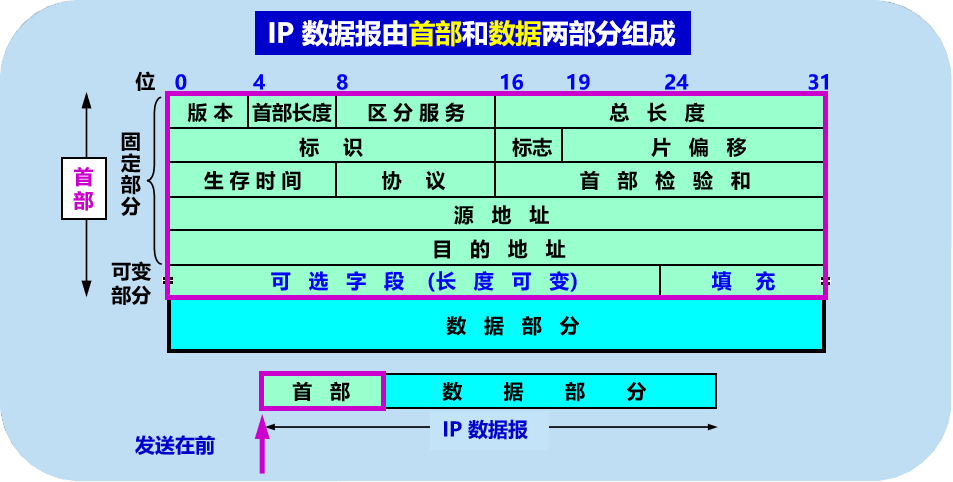 IP 数据报由首部和数据两部分组成
位 0 4 8 16 19 24 31
版 本 首部长度 区 分 服 务 总 长 度
标 识 标志 片 偏 移
生 存 时 间 协 议 首 部 检 验 和
源 地 址
目 的 地 址
可 选 字 段 (长 度 可 变) 填 充
数 据 部 分
首部
固定部分
可变
部分
首 部 数 据 部 分
IP 数据报
发送在前